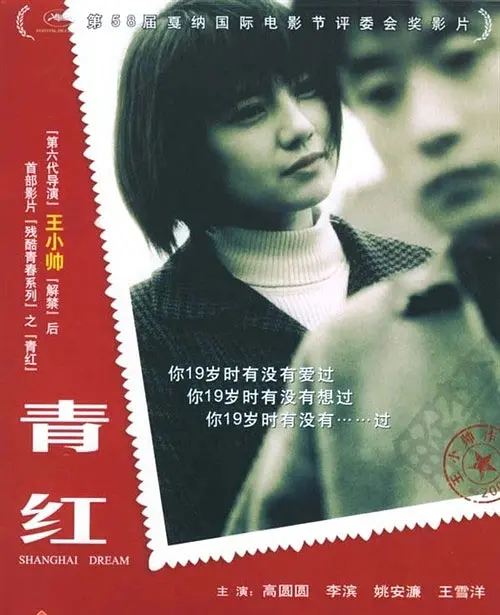 第58届戛纳国际电影节评委会奖影片
『第六代导演』王小帅『解禁』后
首部影片『残酷青春系列』之『青红』
你19岁时有没有爱过
你19岁时有没有想过
你19岁时有没有……过
青红
SHANGHAI DREAM
主演：高圆圆 李滨 姚安濂 王雪洋